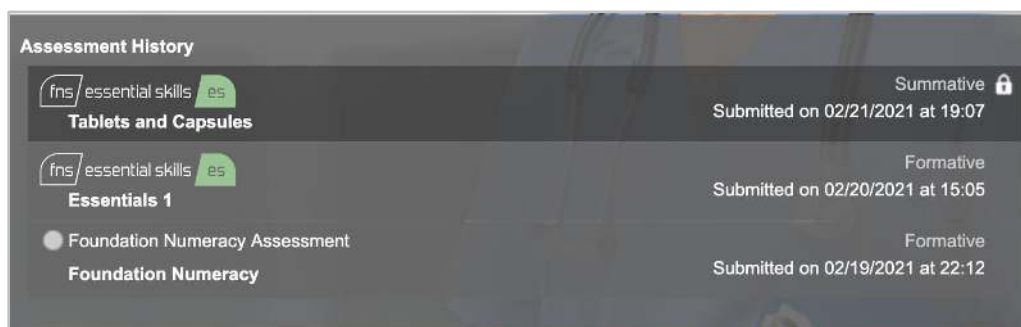 Assessment History
fns essential skills es
Summative
Tablets and Capsules
Submitted on 02/21/2021 at 19:07
fns essential skills es
Formative
Essentials 1
Submitted on 02/20/2021 at 15:05
Foundation Numeracy Assessment
Formative
Foundation Numeracy
Submitted on 02/19/2021 at 22:12